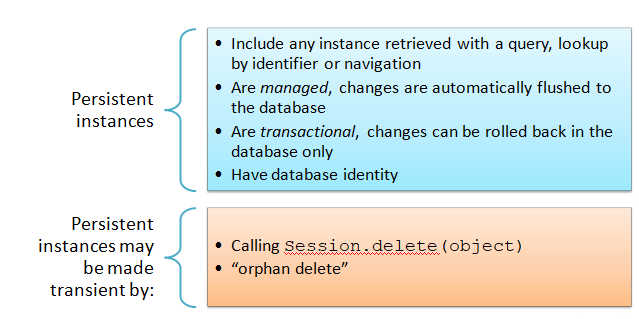 Persistent
instances
• Include any instance retrieved with a query, lookup
by identifier or navigation
• Are managed, changes are automatically flushed to
the database
• Are transactional, changes can be rolled back in the
database only
• Have database identity
Persistent
instances may
be made
transient by:
• Calling Session.delete(object)
• “orphan delete”